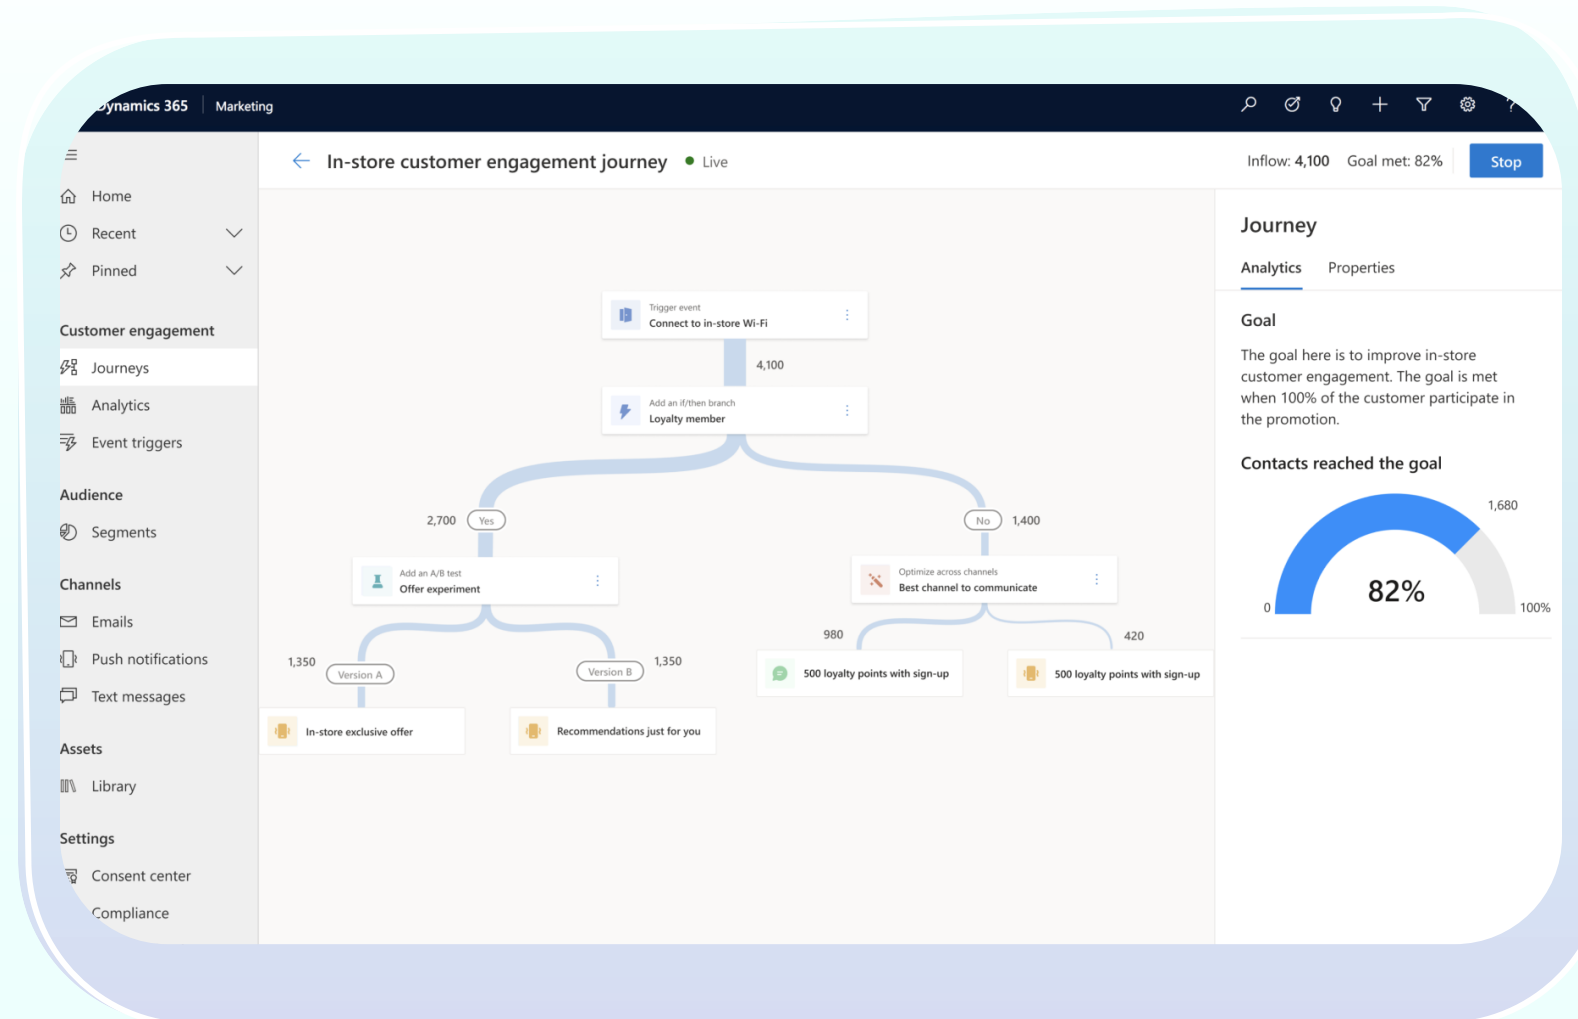 Dynamics 365 Marketing
In-store customer engagement journey Live
Inflow: 4,100 Goal met: 82% Stop
Home
Recent
Pinned
Customer engagement
Journeys
Analytics
Event triggers
Audience
Segments
Channels
Emails
Push notifications
Text messages
Assets
Library
Settings
Consent center
Compliance
Trigger event
Connect to in-store Wi-Fi
4,100
Add an if/then branch
Loyalty member
2,700 Yes
No 1,400
Add an A/B test
Offer experiment
Optimize across channels
Best channel to communicate
1,350 Version A
Version B 1,350
980
420
In-store exclusive offer
Recommendations just for you
500 loyalty points with sign-up
500 loyalty points with sign-up
Journey
Analytics Properties
Goal
The goal here is to improve in-store
customer engagement. The goal is met
when 100% of the customer participate in
the promotion.
Contacts reached the goal
1,680
82%
0
100%